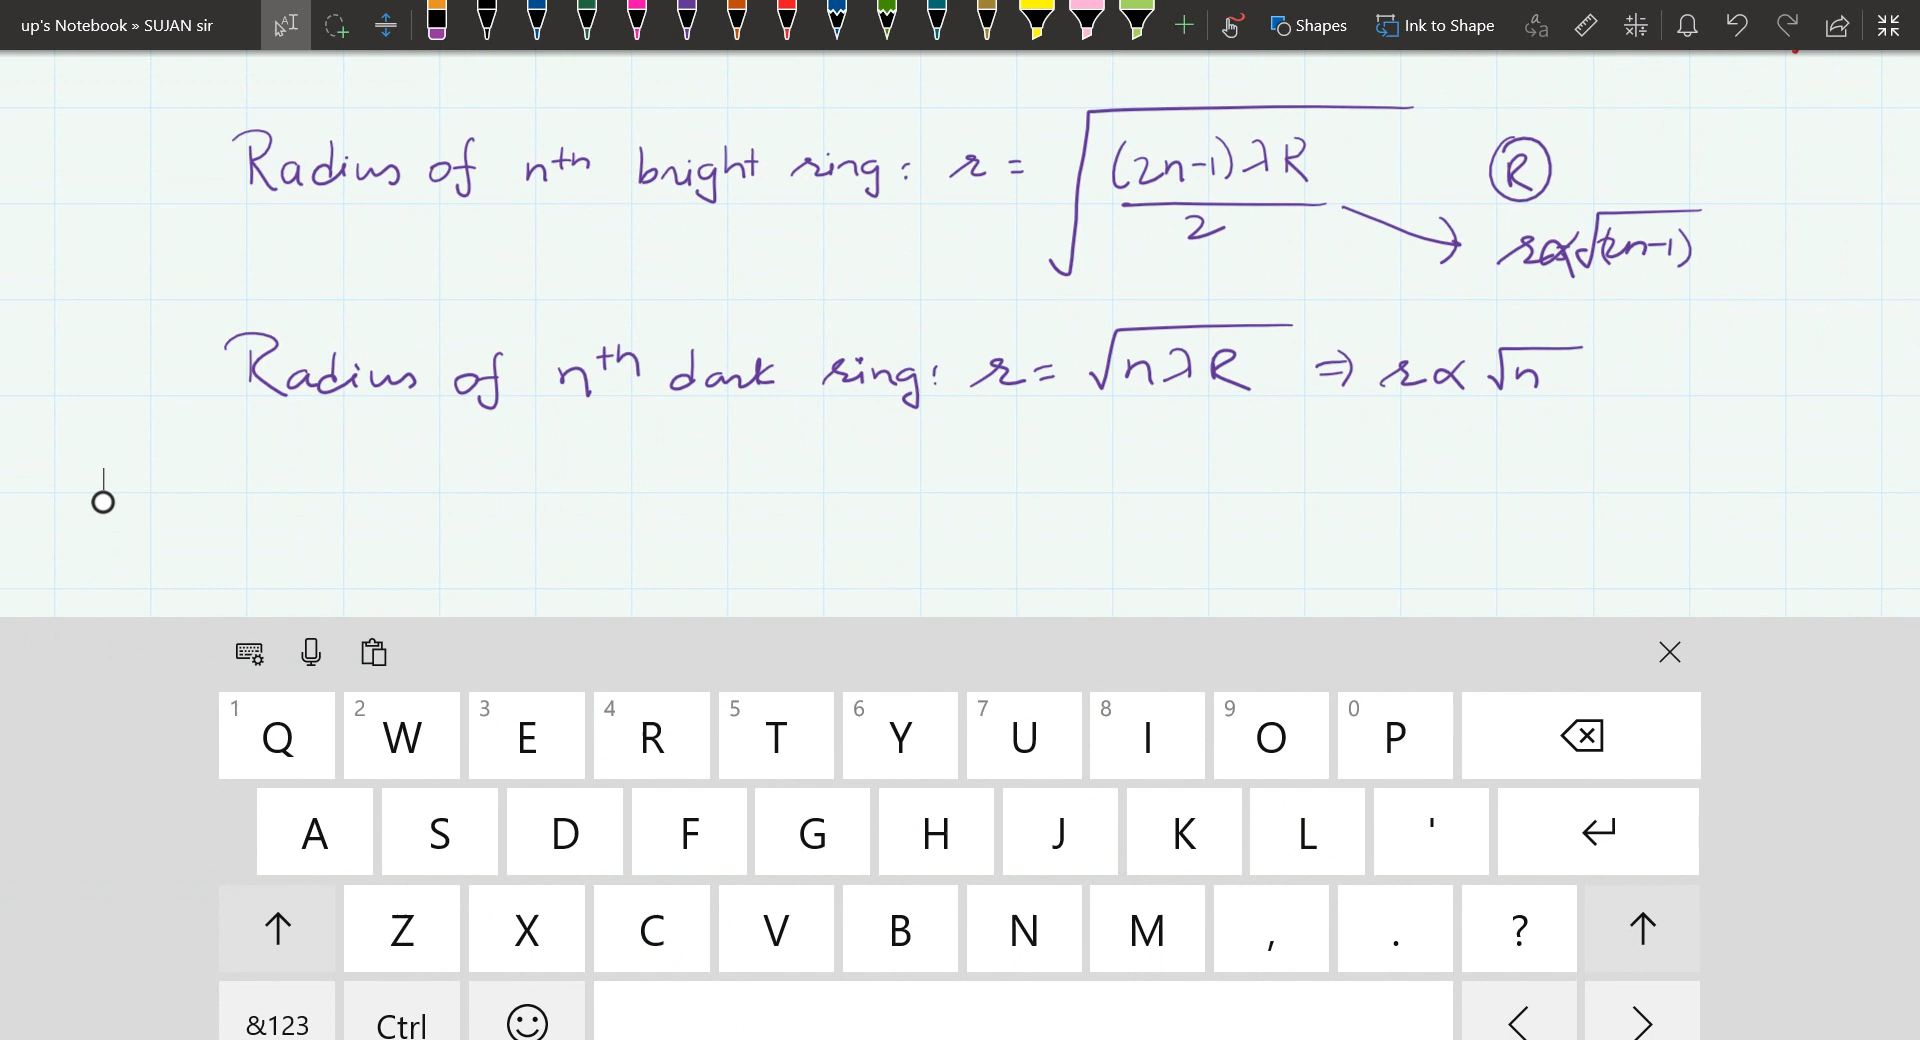 up's Notebook » SUJAN sir
Shapes
Ink to Shape
Radius of nth bright ring: r = √((2n-1)λR/2)
R
r∝√(2n-1)
Radius of nth dark ring: r = √nλR ⇒ r∝ √n
1 Q 2 W 3 E 4 R 5 T 6 Y 7 U 8 I 9 O 0 P
A S D F G H J K L '
Z X C V B N M , . ?
&123 Ctrl